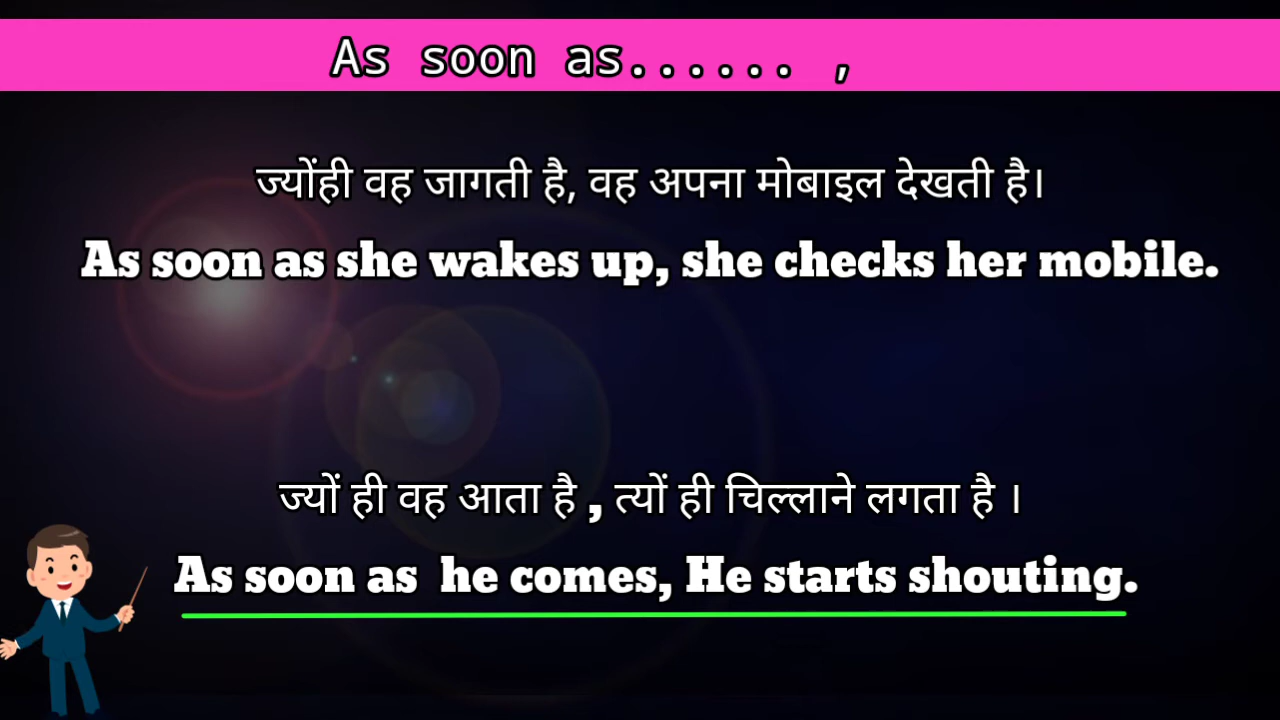 As soon as...... ,
ज्योंही वह जागती है, वह अपना मोबाइल देखती है।
As soon as she wakes up, she checks her mobile.
ज्यों ही वह आता है , त्यों ही चिल्लाने लगता है ।
As soon as he comes, He starts shouting.